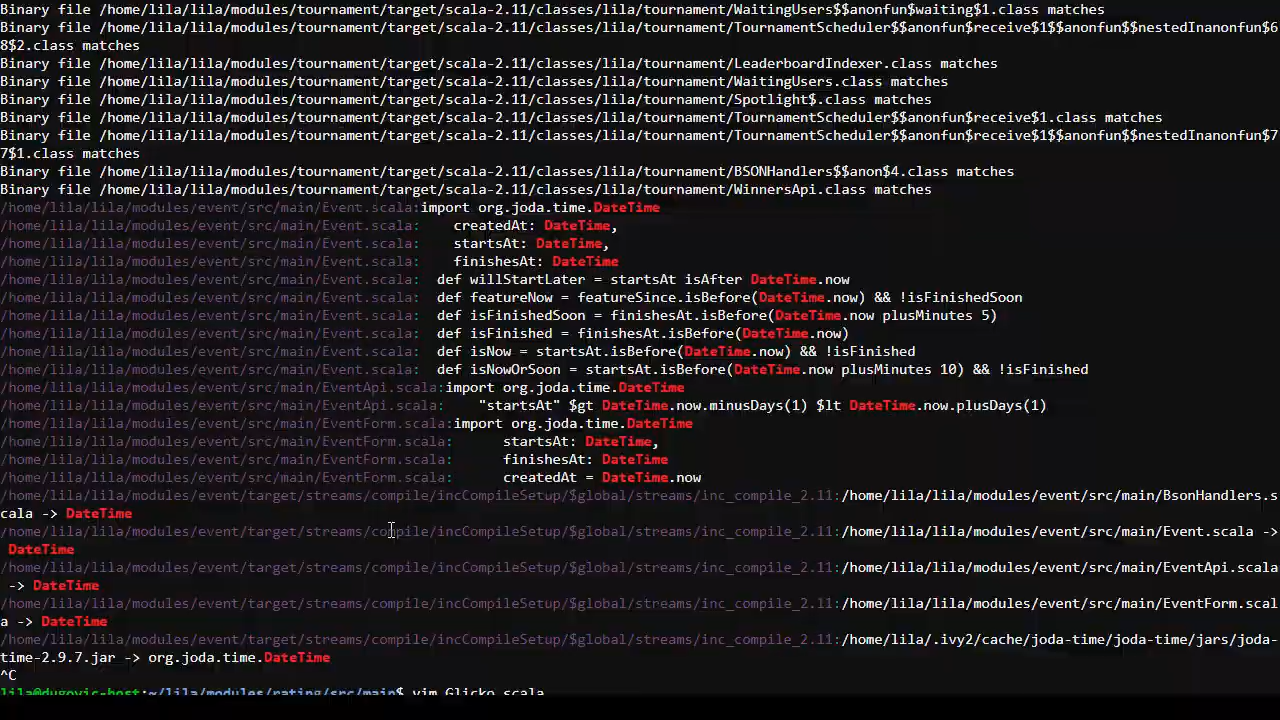 Binary file /home/lila/lila/modules/tournament/target/scala-2.11/classes/lila/tournament/WaitingUsers$$anonfun$waiting$1.class matches
Binary file /home/lila/lila/modules/tournament/target/scala-2.11/classes/lila/tournament/TournamentScheduler$$anonfun$receive$1$$anonfun$$nestedInanonfun$6
8$2.class matches
Binary file /home/lila/lila/modules/tournament/target/scala-2.11/classes/lila/tournament/LeaderboardIndexer.class matches
Binary file /home/lila/lila/modules/tournament/target/scala-2.11/classes/lila/tournament/WaitingUsers.class matches
Binary file /home/lila/lila/modules/tournament/target/scala-2.11/classes/lila/tournament/Spotlight$.class matches
Binary file /home/lila/lila/modules/tournament/target/scala-2.11/classes/lila/tournament/TournamentScheduler$$anonfun$receive$1.class matches
Binary file /home/lila/lila/modules/tournament/target/scala-2.11/classes/lila/tournament/TournamentScheduler$$anonfun$receive$1$$anonfun$$nestedInanonfun$7
7$1.class matches
Binary file /home/lila/lila/modules/tournament/target/scala-2.11/classes/lila/tournament/BSONHandlers$$anon$4.class matches
Binary file /home/lila/lila/modules/tournament/target/scala-2.11/classes/lila/tournament/WinnersApi.class matches
/home/lila/lila/modules/event/src/main/Event.scala:import org.joda.time.DateTime
/home/lila/lila/modules/event/src/main/Event.scala:    createdAt: DateTime,
/home/lila/lila/modules/event/src/main/Event.scala:    startsAt: DateTime,
/home/lila/lila/modules/event/src/main/Event.scala:    finishesAt: DateTime
/home/lila/lila/modules/event/src/main/Event.scala:  def willStartLater = startsAt isAfter DateTime.now
/home/lila/lila/modules/event/src/main/Event.scala:  def featureNow = featureSince.isBefore(DateTime.now) && !isFinishedSoon
/home/lila/lila/modules/event/src/main/Event.scala:  def isFinishedSoon = finishesAt.isBefore(DateTime.now plusMinutes 5)
/home/lila/lila/modules/event/src/main/Event.scala:  def isFinished = finishesAt.isBefore(DateTime.now)
/home/lila/lila/modules/event/src/main/Event.scala:  def isNow = startsAt.isBefore(DateTime.now) && !isFinished
/home/lila/lila/modules/event/src/main/Event.scala:  def isNowOrSoon = startsAt.isBefore(DateTime.now plusMinutes 10) && !isFinished
/home/lila/lila/modules/event/src/main/EventApi.scala:import org.joda.time.DateTime
/home/lila/lila/modules/event/src/main/EventApi.scala:    "startsAt" $gt DateTime.now.minusDays(1) $lt DateTime.now.plusDays(1)
/home/lila/lila/modules/event/src/main/EventForm.scala:import org.joda.time.DateTime
/home/lila/lila/modules/event/src/main/EventForm.scala:      startsAt: DateTime,
/home/lila/lila/modules/event/src/main/EventForm.scala:      finishesAt: DateTime
/home/lila/lila/modules/event/src/main/EventForm.scala:      createdAt = DateTime.now
/home/lila/lila/modules/event/target/streams/compile/incCompileSetup/$global/streams/inc_compile_2.11:/home/lila/lila/modules/event/src/main/BsonHandlers.s
cala -> DateTime
/home/lila/lila/modules/event/target/streams/compile/incCompileSetup/$global/streams/inc_compile_2.11:/home/lila/lila/modules/event/src/main/Event.scala ->
 DateTime
/home/lila/lila/modules/event/target/streams/compile/incCompileSetup/$global/streams/inc_compile_2.11:/home/lila/lila/modules/event/src/main/EventApi.scala
 -> DateTime
/home/lila/lila/modules/event/target/streams/compile/incCompileSetup/$global/streams/inc_compile_2.11:/home/lila/lila/modules/event/src/main/EventForm.scal
a -> DateTime
/home/lila/lila/modules/event/target/streams/compile/incCompileSetup/$global/streams/inc_compile_2.11:/home/lila/.ivy2/cache/joda-time/joda-time/jars/joda-
time-2.9.7.jar -> org.joda.time.DateTime
^C
lila@dugovic-host:~/lila/modules/rating/src/main$ vim Glicko.scala